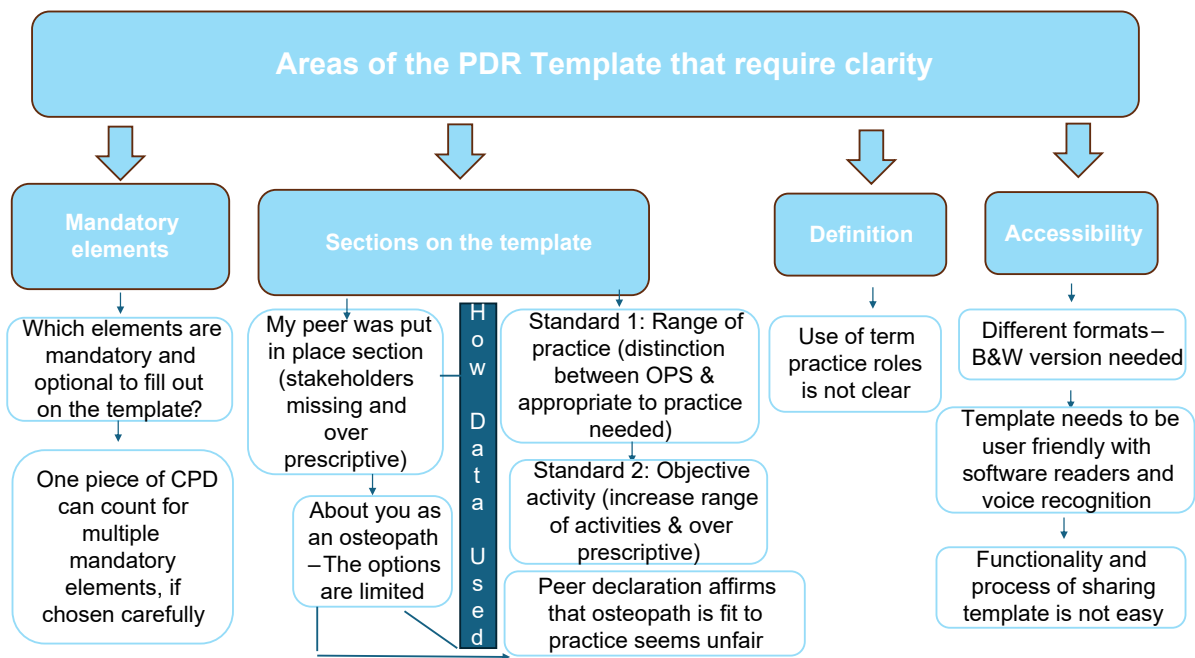 Areas of the PDR Template that require clarity
Mandatory
elements
Which elements are
mandatory and
optional to fill out
on the template?
One piece of CPD
can count for
multiple
mandatory
elements, if
chosen carefully
Sections on the template
My peer was put
in place section
(stakeholders
missing and
over
prescriptive)
About you as
an osteopath
–The options
are limited
How Data Used
Standard 1: Range of
practice (distinction
between OPS &
appropriate to practice
needed)
Standard 2: Objective
activity (increase range
of activities & over
prescriptive)
Peer declaration affirms
that osteopath is fit to
practice seems unfair
Definition
Use of term
practice roles
is not clear
Accessibility
Different formats–
B&W version needed
Template needs to be
user friendly with
software readers and
voice recognition
Functionality and
process of sharing
template is not easy